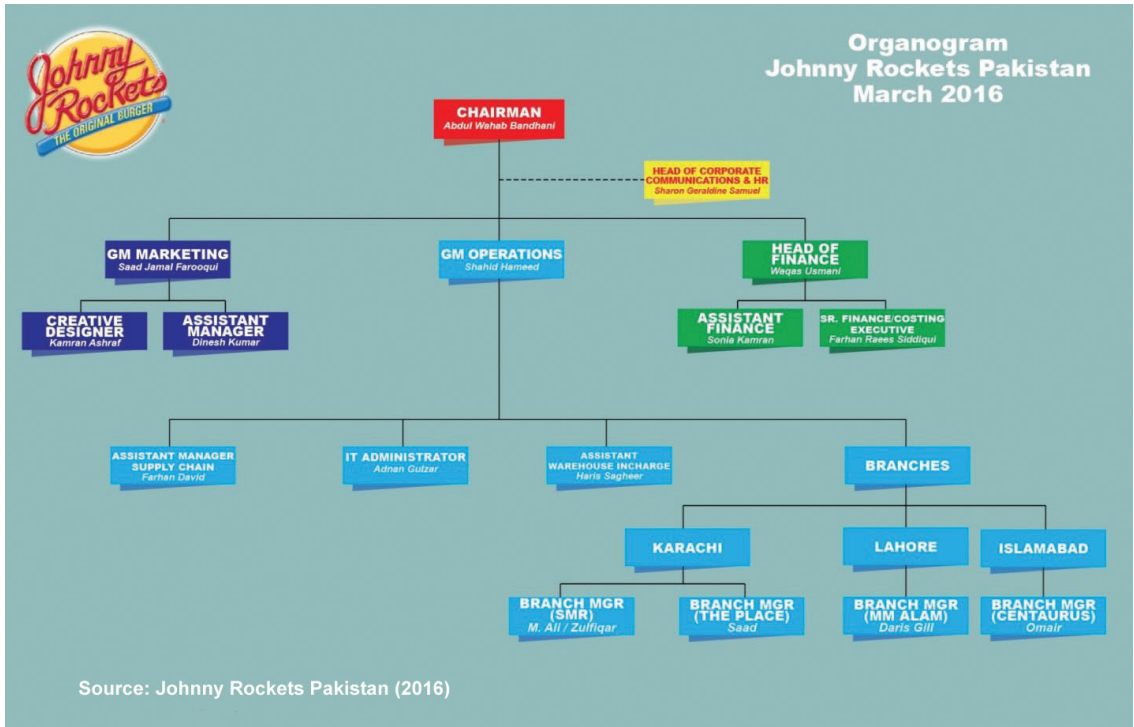 Johnny
Rockets
THE ORIGINAL BURGER
Organogram
Johnny Rockets Pakistan
March 2016
CHAIRMAN
Abdul Wahab Bandhani
HEAD OF CORPORATE
COMMUNICATIONS & HR
Sharon Geraldine Samuel
GM MARKETING
Saad Jamal Farooqui
GM OPERATIONS
Shahid Hameed
HEAD OF
FINANCE
Waqas Usmani
CREATIVE
DESIGNER
Kamran Ashraf
ASSISTANT
MANAGER
Dinesh Kumar
ASSISTANT
FINANCE
Sonia Kamran
SR. FINANCE/COSTING
EXECUTIVE
Farhan Raees Siddiqui
ASSISTANT MANAGER
SUPPLY CHAIN
Farhan David
IT ADMINISTRATOR
Adnan Gulzar
ASSISTANT
WAREHOUSE INCHARGE
Haris Sagheer
BRANCHES
KARACHI
LAHORE
ISLAMABAD
BRANCH MGR
(SMR)
M. Ali / Zulfiqar
BRANCH MGR
(THE PLACE)
Saad
BRANCH MGR
(MM ALAM)
Daris Gill
BRANCH MGR
(CENTAURUS)
Omair
Source: Johnny Rockets Pakistan (2016)